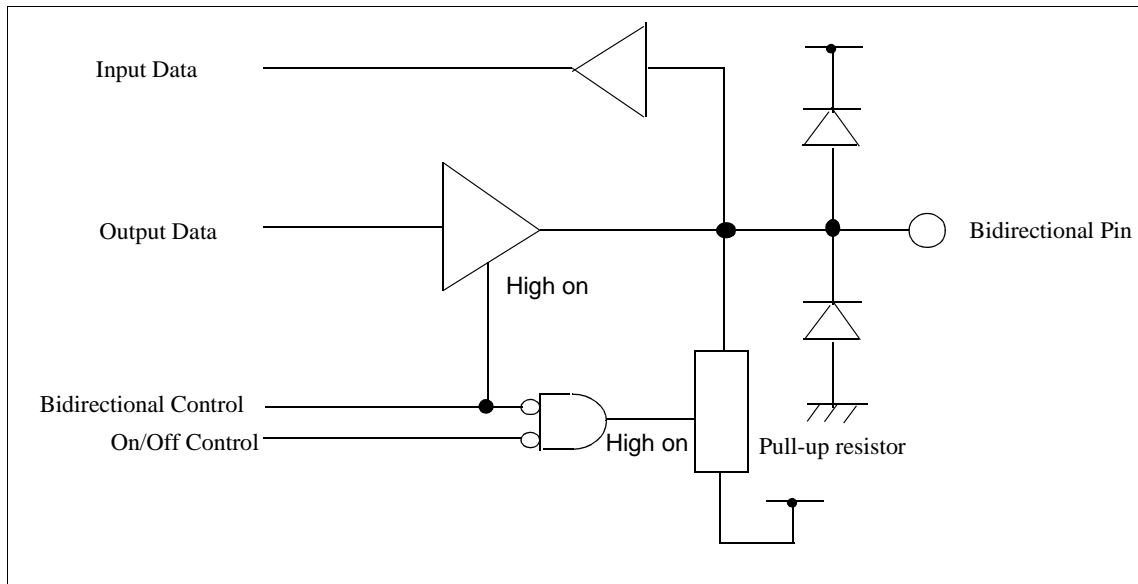 Input Data
Output Data
Bidirectional Pin
High on
Bidirectional Control
On/Off Control
High on
Pull-up resistor